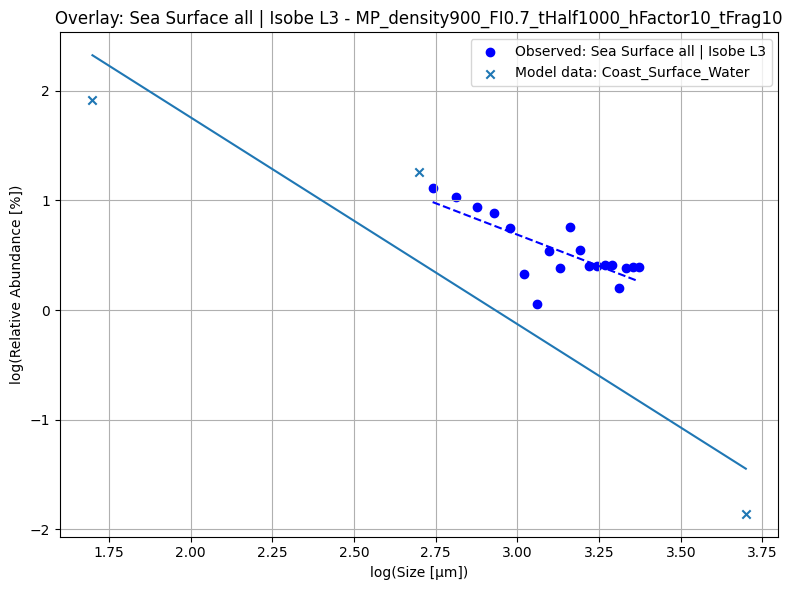 Overlay: Sea Surface all | Isobe L3 - MP_density900_FI0.7_tHalf1000_hFactor10_tFrag10
Observed: Sea Surface all | Isobe L3
Model data: Coast_Surface_Water
log(Relative Abundance [%])
2
1
0
−1
−2
1.75
2.00
2.25
2.50
2.75
3.00
3.25
3.50
3.75
log(Size [µm])